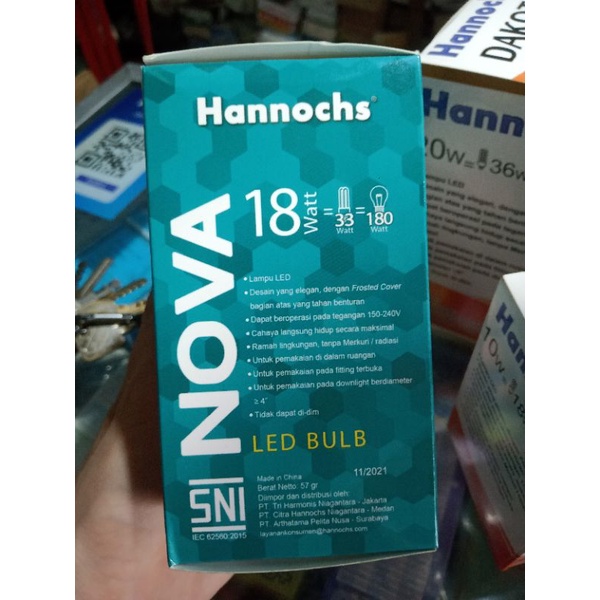 Hannochs®
NOVA
18 Watt = 33 Watt = 180 Watt
• Lampu LED
• Desain yang elegan, dengan Frosted Cover
bagian atas yang tahan benturan
• Dapat beroperasi pada tegangan 150-240V
• Cahaya langsung hidup secara maksimal
• Ramah lingkungan, tanpa Merkuri / radiasi
• Untuk pemakaian di dalam ruangan
• Untuk pemakaian pada fitting terbuka
• Untuk pemakaian pada downlight berdiameter
≥ 4"
• Tidak dapat di-dim
LED BULB
SNI
IEC 62560:2015
Made in China
11/2021
Berat Netto: 57 gr
Diimpor dan distribusi oleh:
PT. Tri Harmonis Niagantara - Jakarta
PT. Citra Hannochs Niagantara - Medan
PT. Arthatama Pelita Nusa - Surabaya
layanankonsumen@hannochs.com
Hannochs
Hann
20W = 36W
Lampu LED
Hannoc
10W